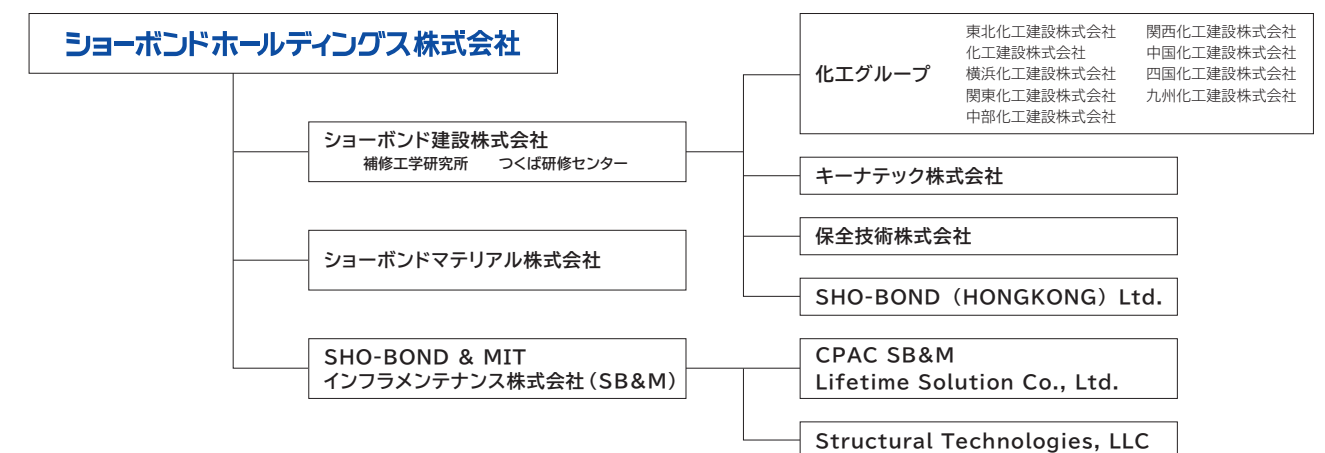 ショーボンドホールディングス株式会社
ショーボンド建設株式会社
補修工学研究所 つくば研修センター
ショーボンドマテリアル株式会社
SHO-BOND & MIT
インフラメンテナンス株式会社(SB&M)
化工グループ
東北化工建設株式会社
化工建設株式会社
横浜化工建設株式会社
関東化工建設株式会社
中部化工建設株式会社
関西化工建設株式会社
中国化工建設株式会社
四国化工建設株式会社
九州化工建設株式会社
キーナテック株式会社
保全技術株式会社
SHO-BOND (HONGKONG) Ltd.
CPAC SB&M
Lifetime Solution Co., Ltd.
Structural Technologies, LLC